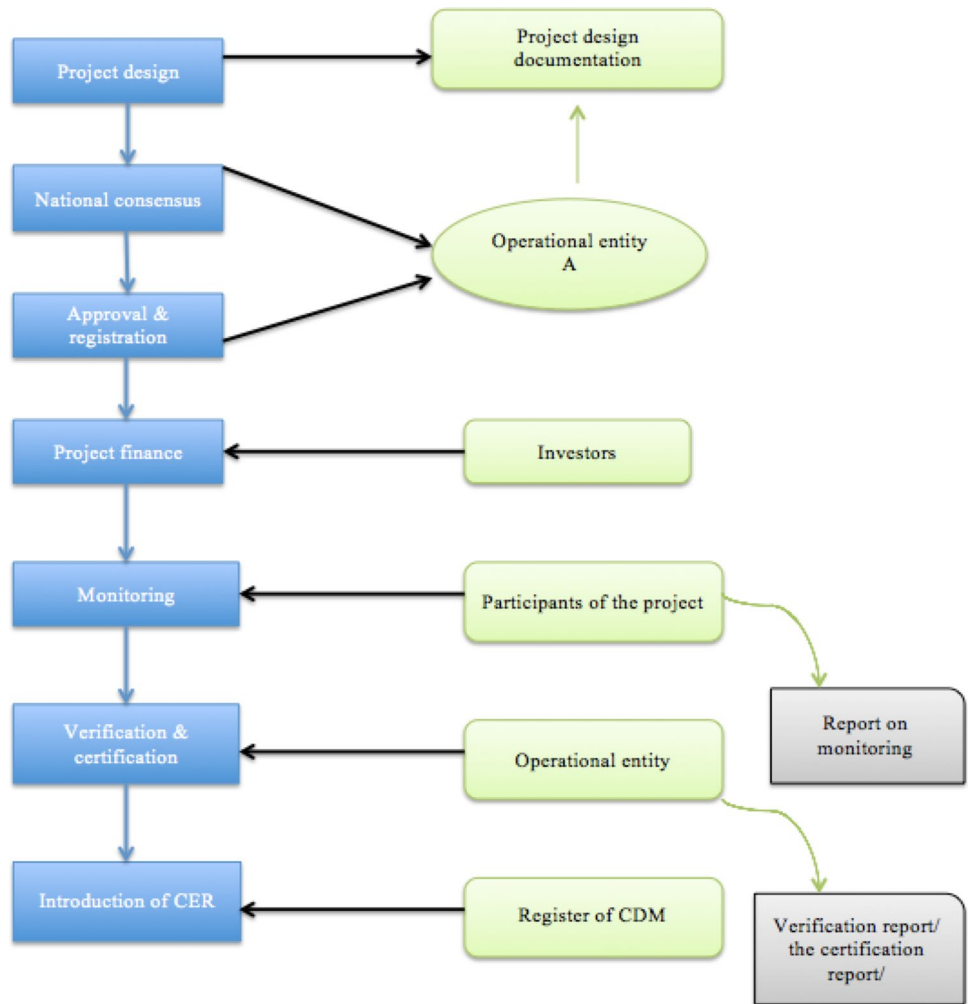 Project design
Project design
documentation
National consensus
Operational entity
A
Approval &
registration
Project finance
Investors
Monitoring
Participants of the project
Report on
monitoring
Verification &
certification
Operational entity
Introduction of CER
Register of CDM
Verification report/
the certification
report/